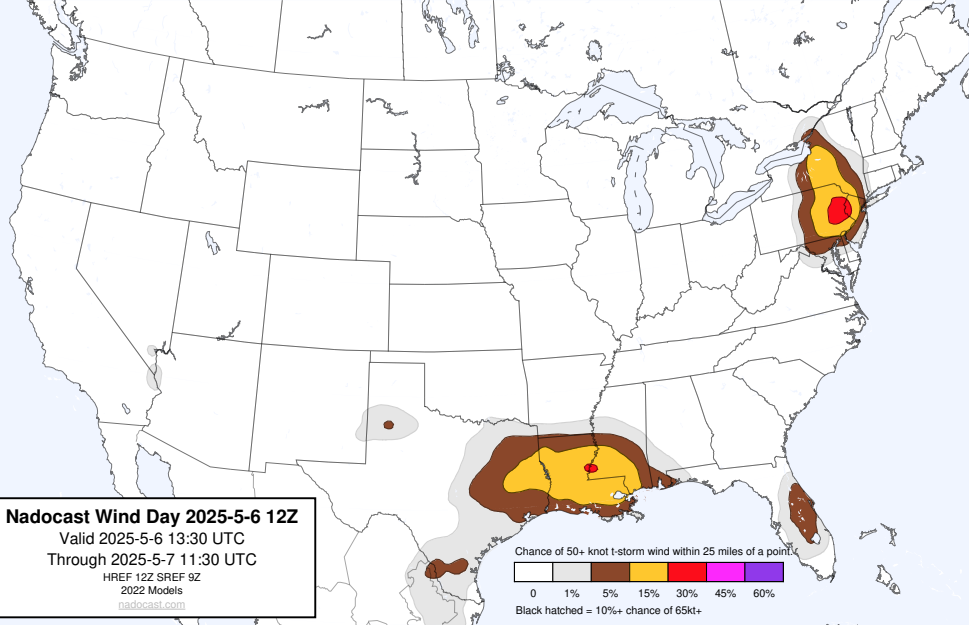 Nadocast Wind Day 2025-5-6 12Z
Valid 2025-5-6 13:30 UTC
Through 2025-5-7 11:30 UTC
HREF 12Z SREF 9Z
2022 Models
nadocast.com
Chance of 50+ knot t-storm wind within 25 miles of a point.
0 1% 5% 15% 30% 45% 60%
Black hatched = 10%+ chance of 65kt+